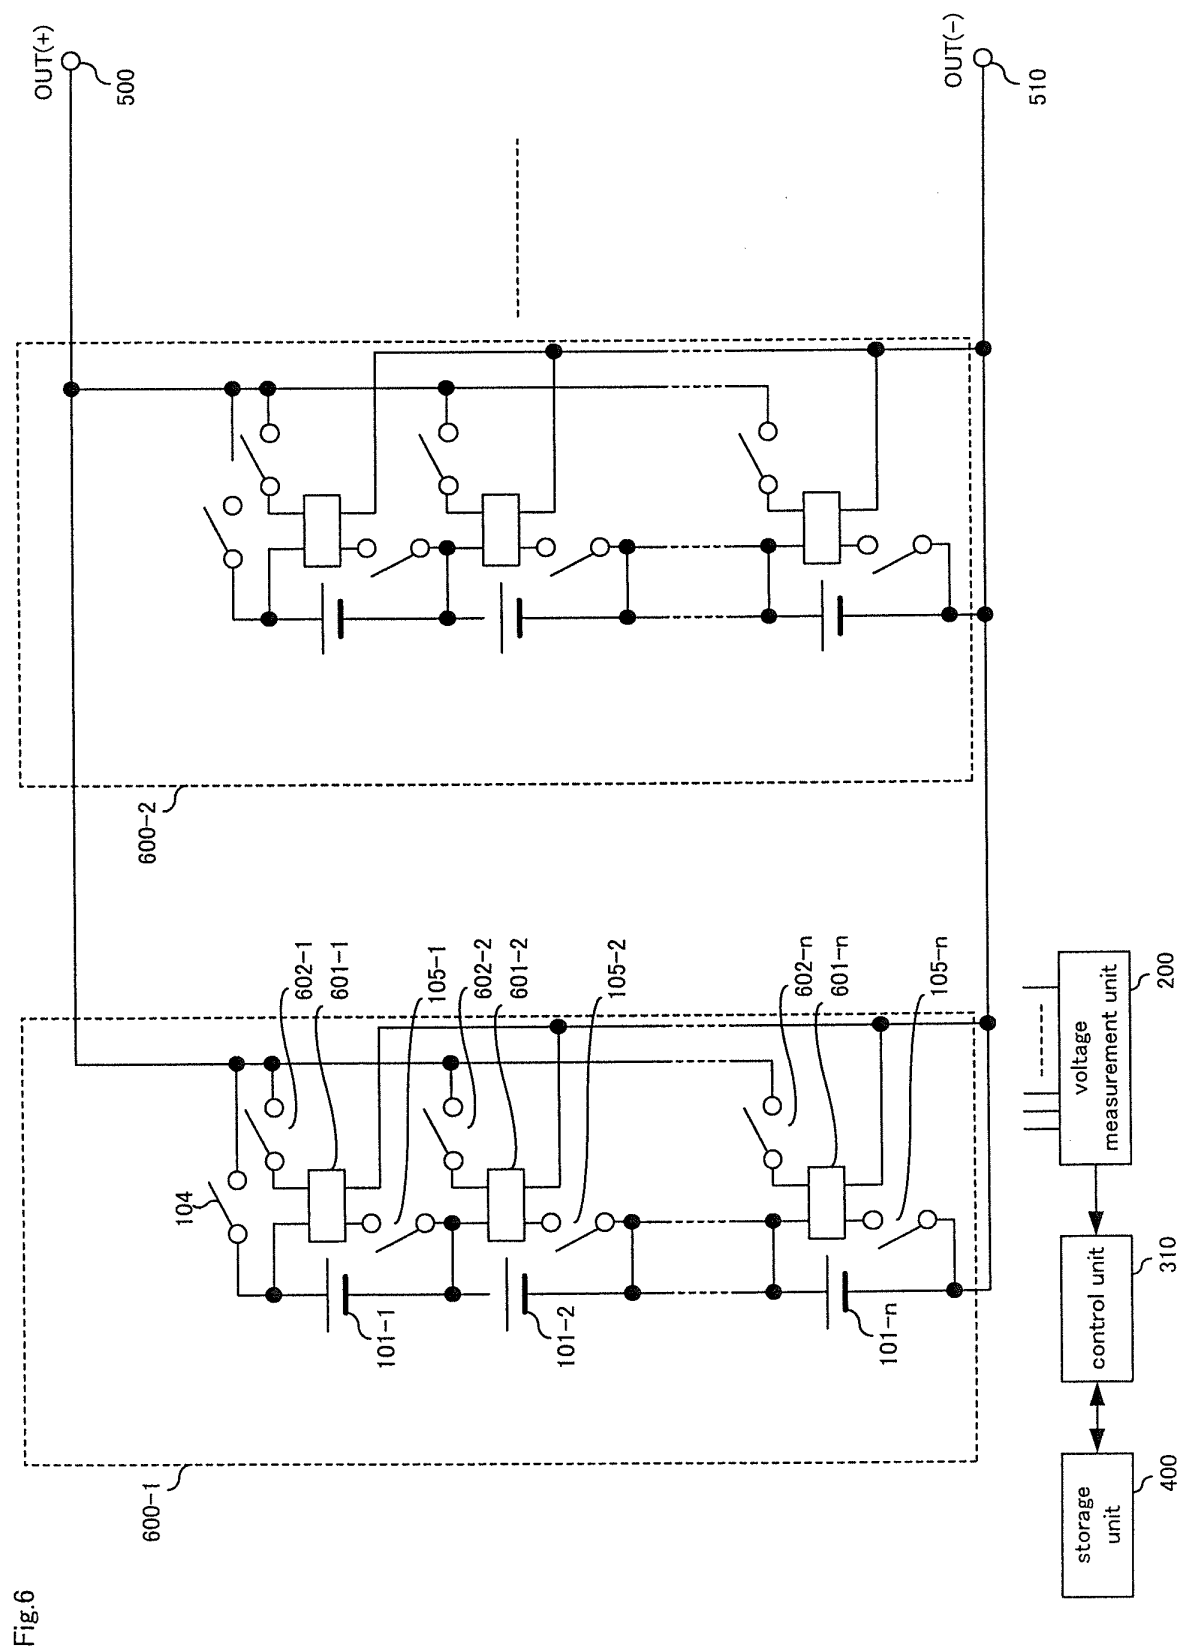 Fig.6
600-1
600-2
OUT(+)
500
OUT(-)
510
104
602-1
601-1
105-1
602-2
601-2
105-2
602-n
601-n
105-n
101-1
101-2
101-n
storage
unit
400
control unit
310
voltage
measurement unit
200